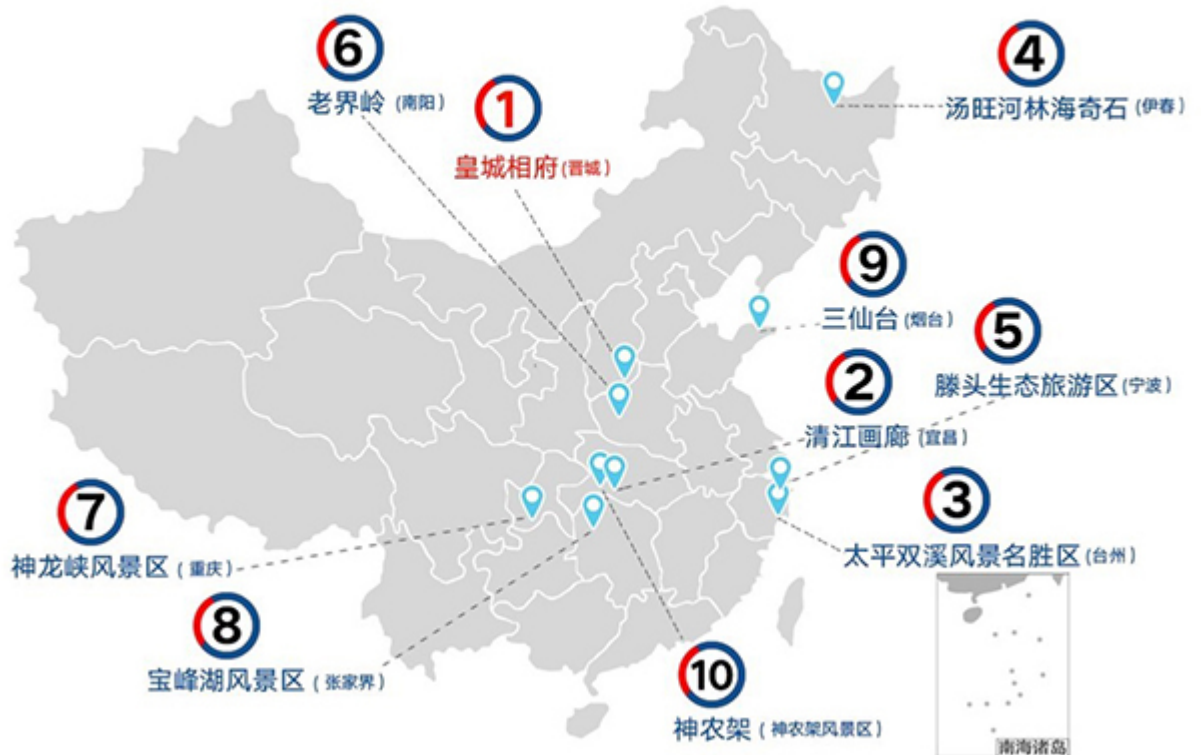 6
老界岭 (南阳)
1
皇城相府 (晋城)
4
汤旺河林海奇石 (伊春)
9
三仙台 (烟台)
5
滕头生态旅游区 (宁波)
2
清江画廊 (宜昌)
3
太平双溪风景名胜区 (台州)
7
神龙峡风景区 (重庆)
8
宝峰湖风景区 (张家界)
10
神农架 (神农架风景区)
南海诸岛